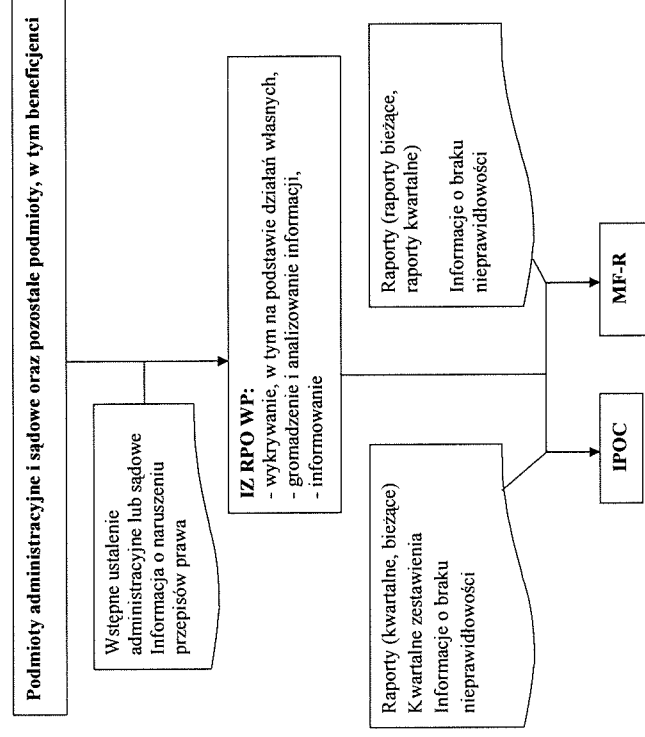 Podmioty administracyjne i sądowe oraz pozostałe podmioty, w tym beneficjenci
Wstępne ustalenie
administracyjne lub sądowe
Informacja o naruszeniu
przepisów prawa
IZ RPO WP:
- wykrywanie, w tym na podstawie działań własnych,
- gromadzenie i analizowanie informacji,
- informowanie
Raporty (kwartalne, bieżące)
Kwartalne zestawienia
Informacje o braku
nieprawidłowości
Raporty (raporty bieżące,
raporty kwartalne)
Informacje o braku
nieprawidłowości
IPOC
MF-R